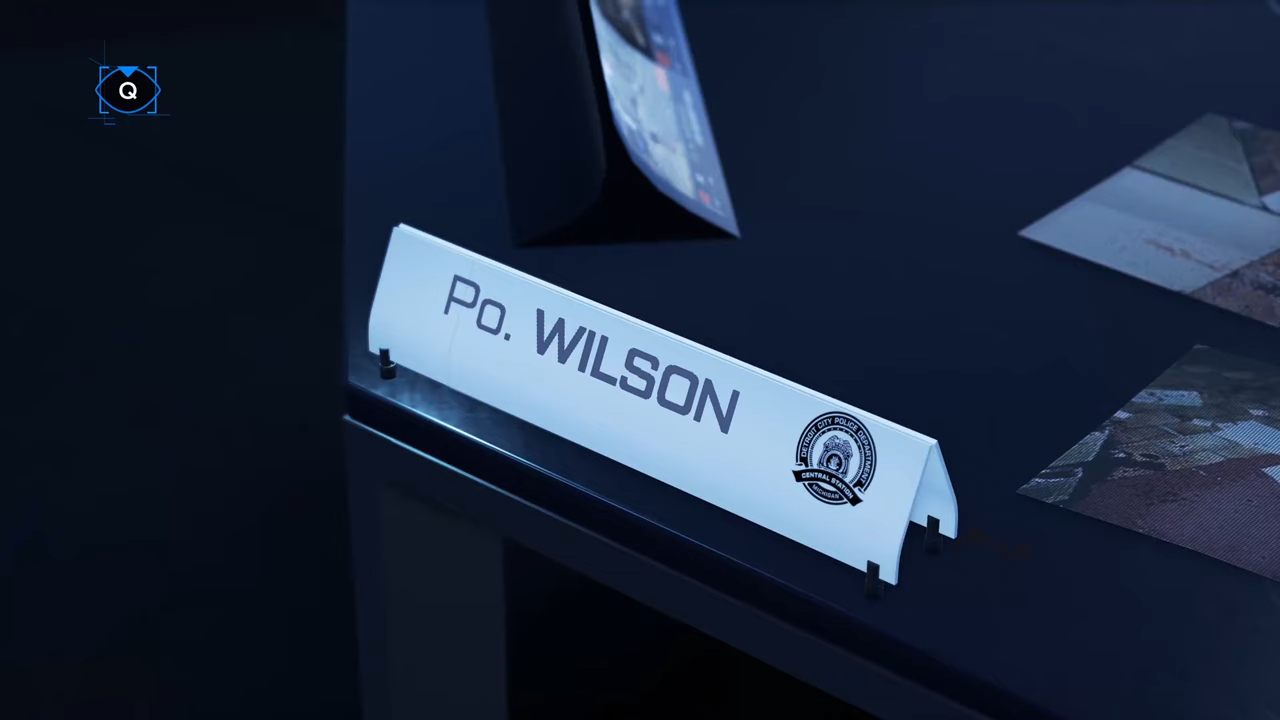 Q
Po. WILSON
DETROIT CITY POLICE DEPARTMENT
CENTRAL STATION
MICHIGAN